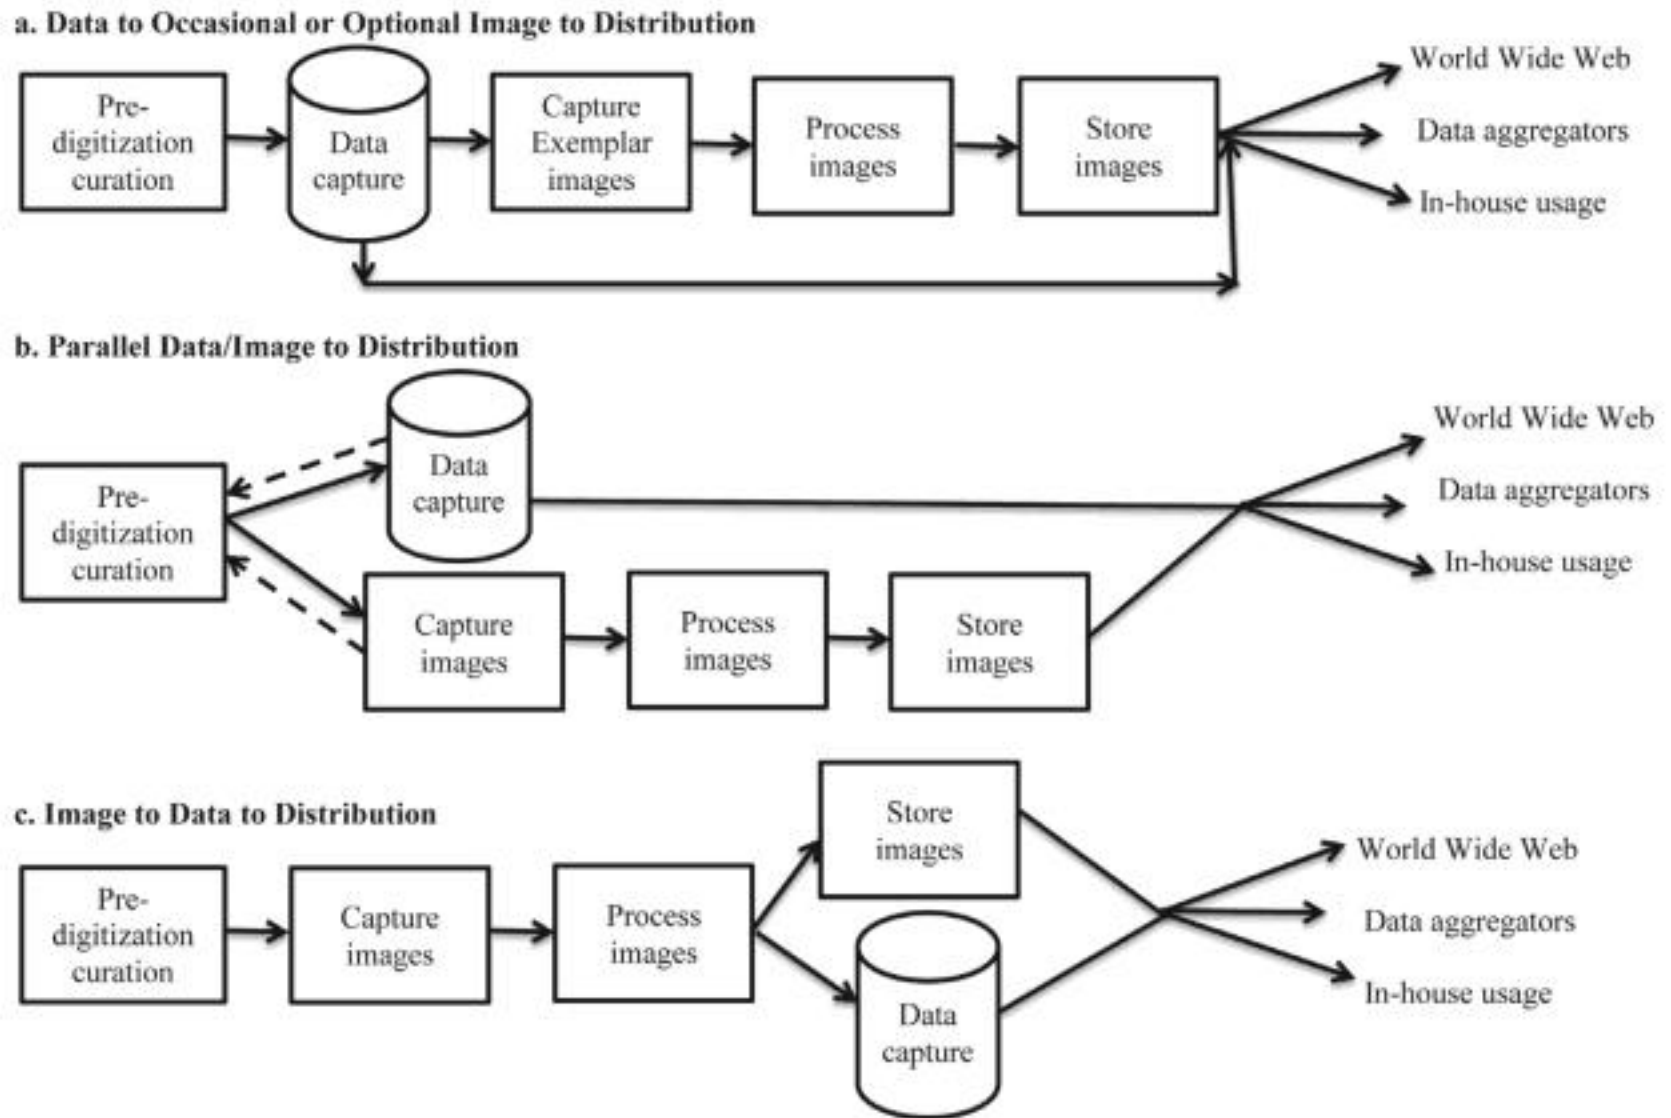 a. Data to Occasional or Optional Image to Distribution
Pre-
digitization
curation
Data
capture
Capture
Exemplar
images
Process
images
Store
images
World Wide Web
Data aggregators
In-house usage
b. Parallel Data/Image to Distribution
Pre-
digitization
curation
Data
capture
Capture
images
Process
images
Store
images
World Wide Web
Data aggregators
In-house usage
c. Image to Data to Distribution
Pre-
digitization
curation
Capture
images
Process
images
Store
images
Data
capture
World Wide Web
Data aggregators
In-house usage